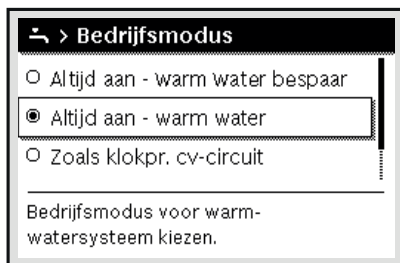 > Bedrijfsmodus
Altijd aan - warm water bespaar
Altijd aan - warm water
Zoals klokpr. cv-circuit
Bedrijfsmodus voor warm-
watersysteem kiezen.